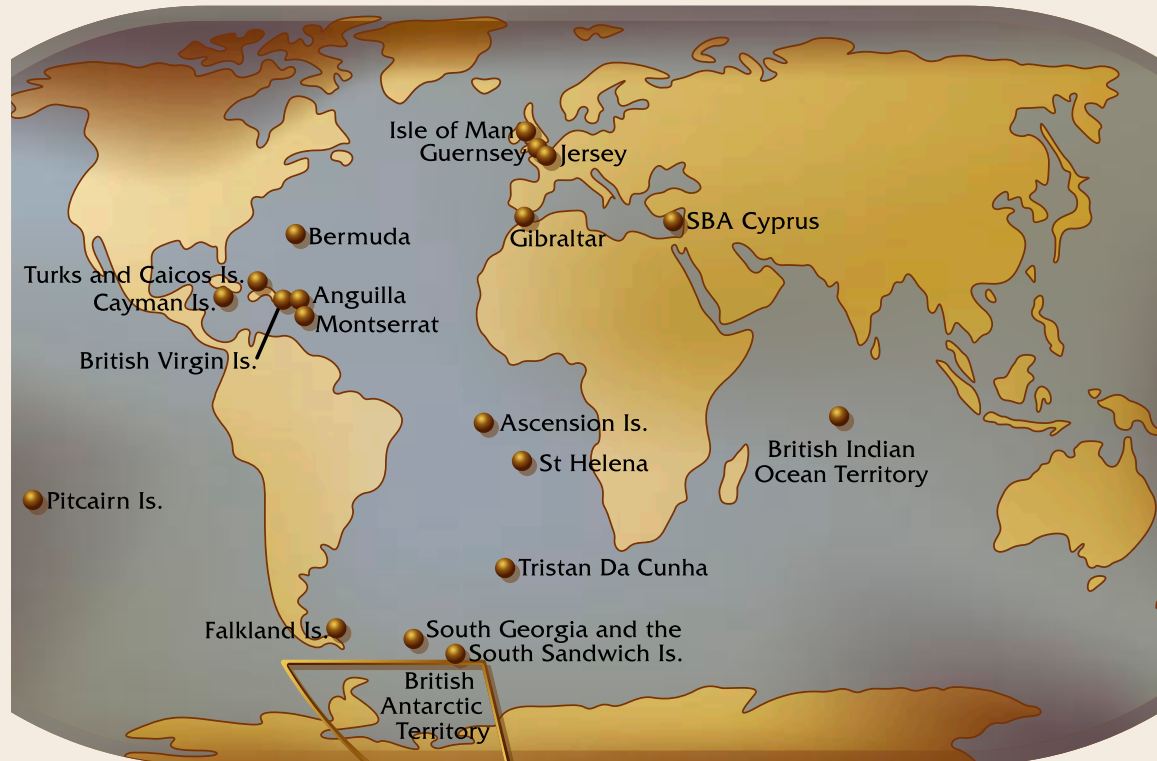 Isle of Man
Guernsey
Jersey
SBA Cyprus
Gibraltar
Bermuda
Turks and Caicos Is.
Cayman Is.
Anguilla
Montserrat
British Virgin Is.
Ascension Is.
St Helena
British Indian
Ocean Territory
Pitcairn Is.
Tristan Da Cunha
Falkland Is.
South Georgia and the
South Sandwich Is.
British
Antarctic
Territory